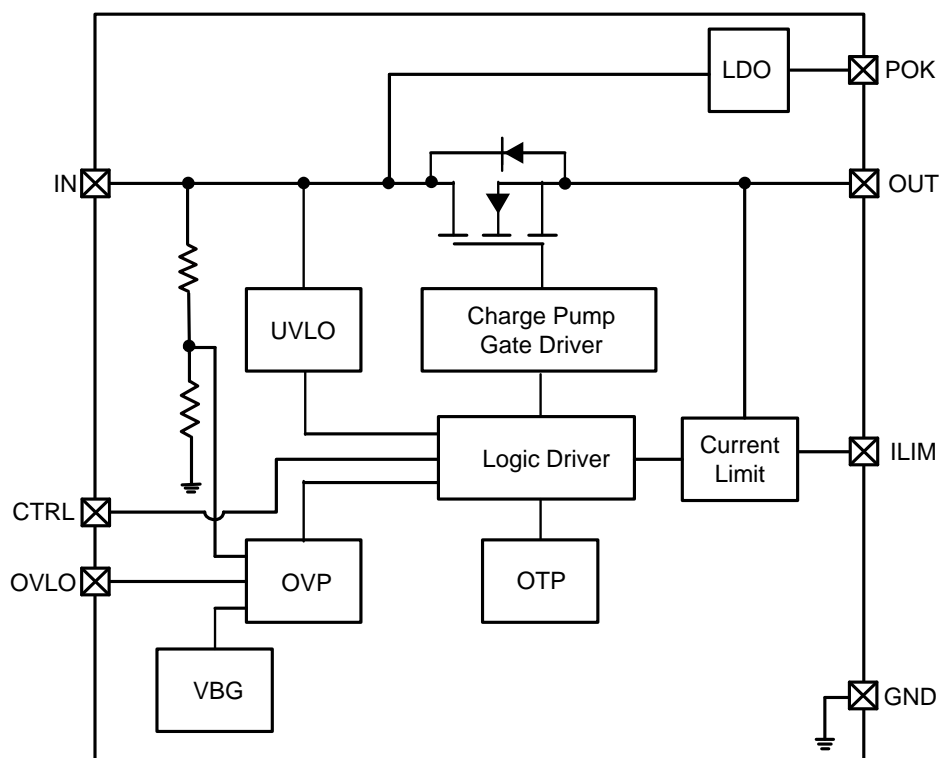 LDO
POK
IN
OUT
UVLO
Charge Pump
Gate Driver
Logic Driver
Current
Limit
ILIM
CTRL
OVLO
OVP
OTP
VBG
GND